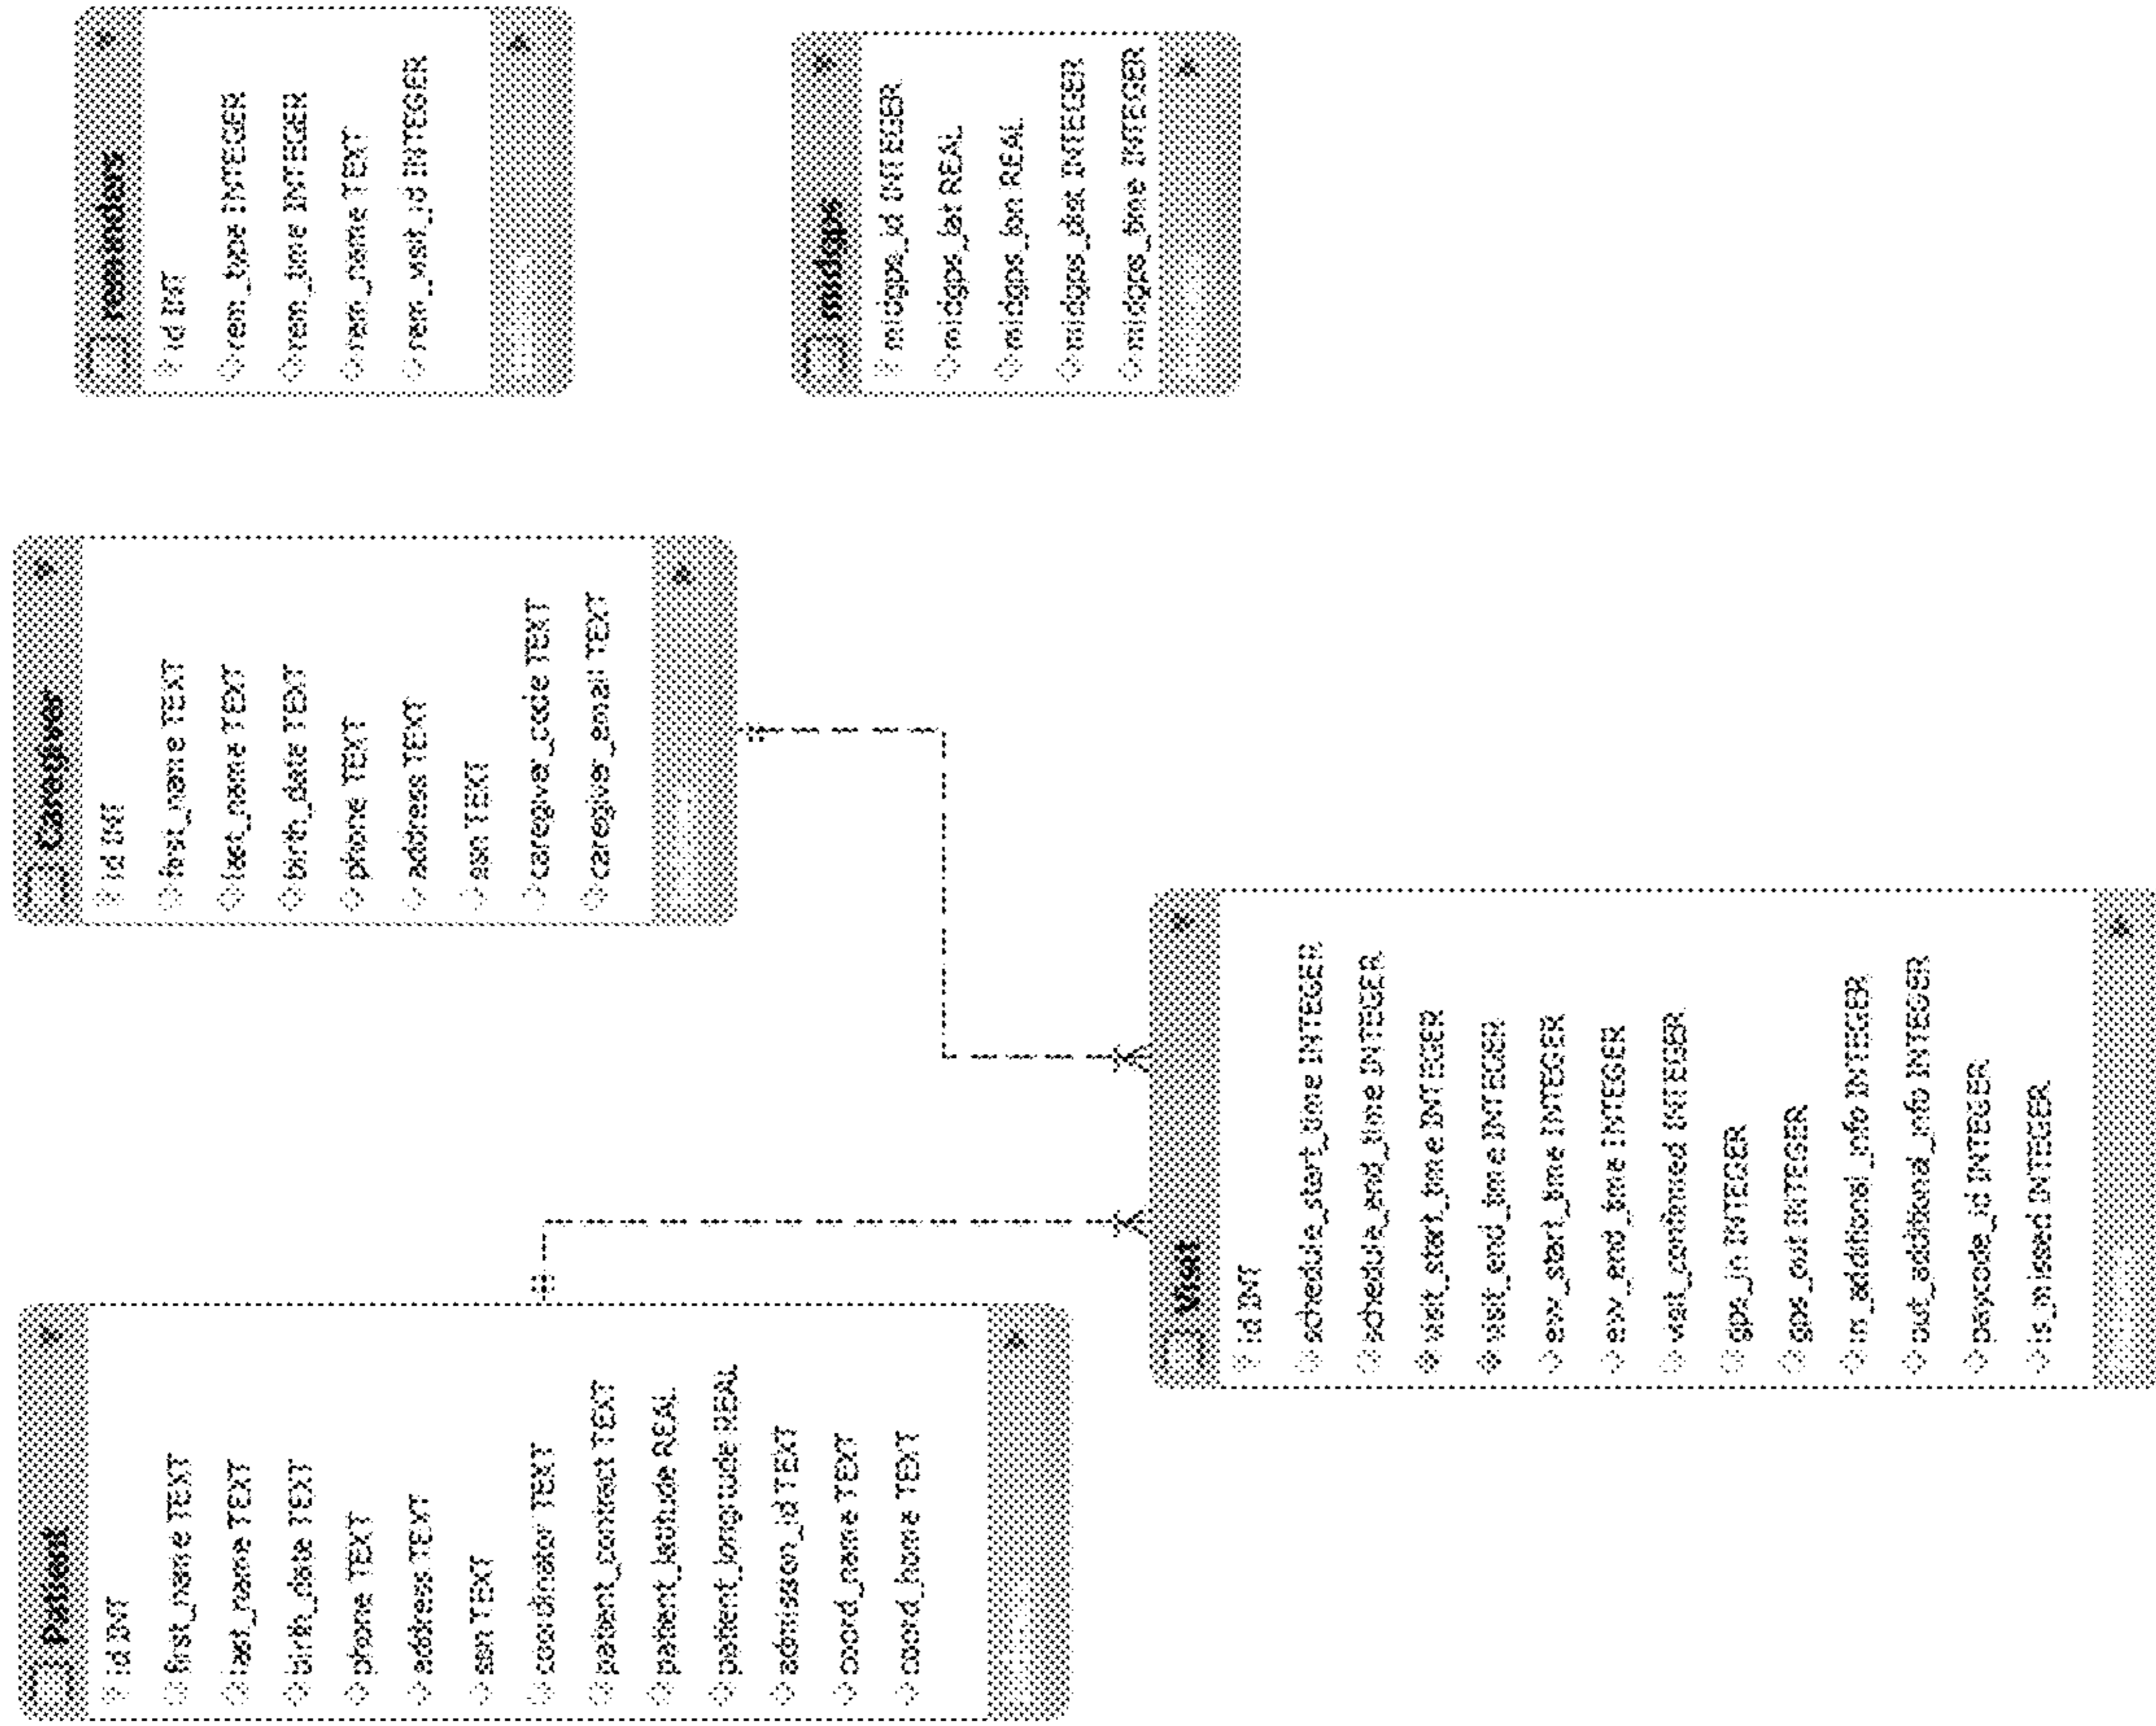 Patient
id INT
first_name TEXT
last_name TEXT
birth_date TEXT
phone TEXT
address TEXT
ssn TEXT
coordinator TEXT
patient_contract TEXT
patient_latitude REAL
patient_longitude REAL
admisson_id TEXT
coord_name TEXT
coord_home TEXT
Caregiver
id INT
first_name TEXT
last_name TEXT
birth_date TEXT
phone TEXT
address TEXT
ssn TEXT
caregiver_code TEXT
caregiver_email TEXT
Visit
id INT
schedule_start_time INTEGER
schedule_end_time INTEGER
visit_start_time INTEGER
visit_end_time INTEGER
evv_start_time INTEGER
evv_end_time INTEGER
visit_confirmed INTEGER
gps_in INTEGER
gps_out INTEGER
in_additional_info INTEGER
out_additional_info INTEGER
paycode_id INTEGER
is_missed INTEGER
reminders
id INT
rem_type INTEGER
rem_time INTEGER
rem_name TEXT
rem_visit_id INTEGER
midgps
midgps_id INTEGER
midgps_lat REAL
midgps_lon REAL
midgps_dist INTEGER
midgps_time INTEGER